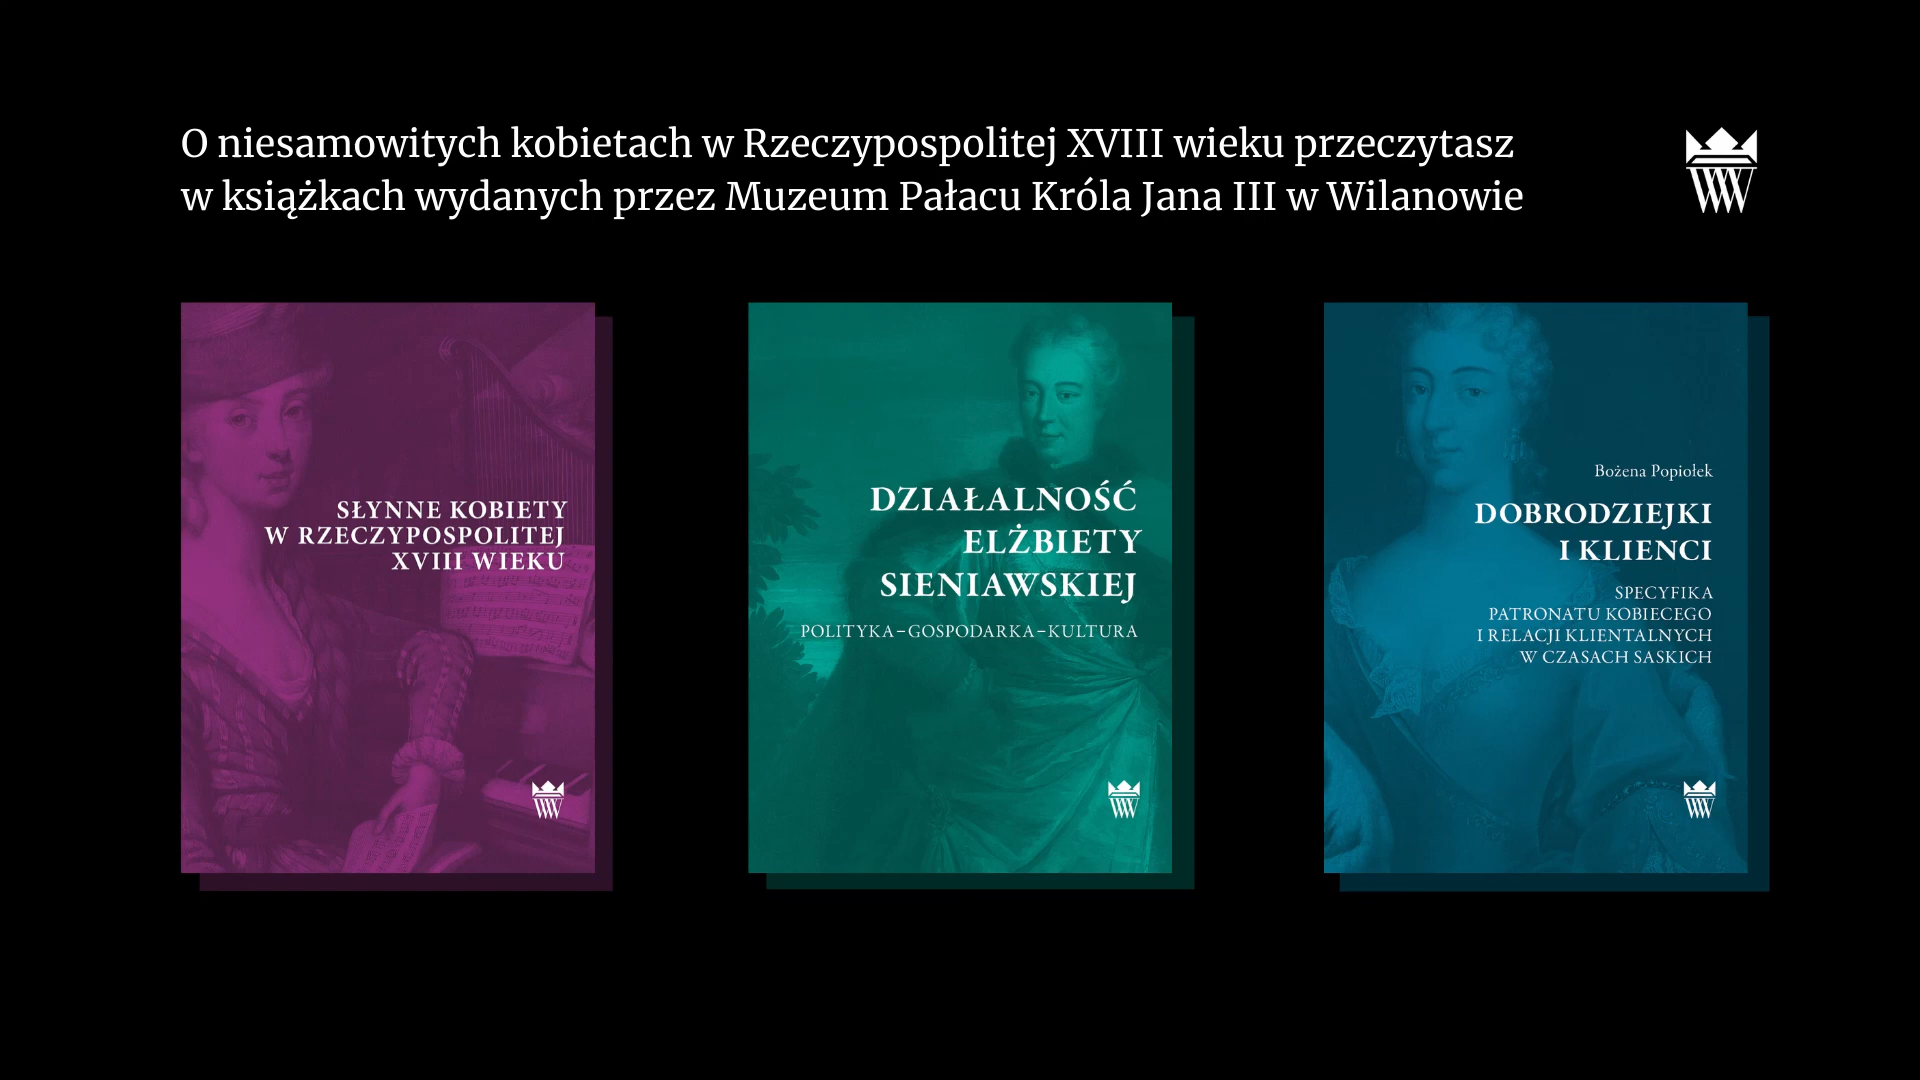 O niesamowitych kobietach w Rzeczypospolitej XVIII wieku przeczytasz
w książkach wydanych przez Muzeum Pałacu Króla Jana III w Wilanowie
SŁYNNE KOBIETY
W RZECZYPOSPOLITEJ
XVIII WIEKU
DZIAŁALNOŚĆ
ELŻBIETY
SIENIAWSKIEJ
POLITYKA–GOSPODARKA–KULTURA
Bożena Popiołek
DOBRODZIEJKI
I KLIENCI
SPECYFIKA
PATRONATU KOBIECEGO
I RELACJI KLIENTALNYCH
W CZASACH SASKICH